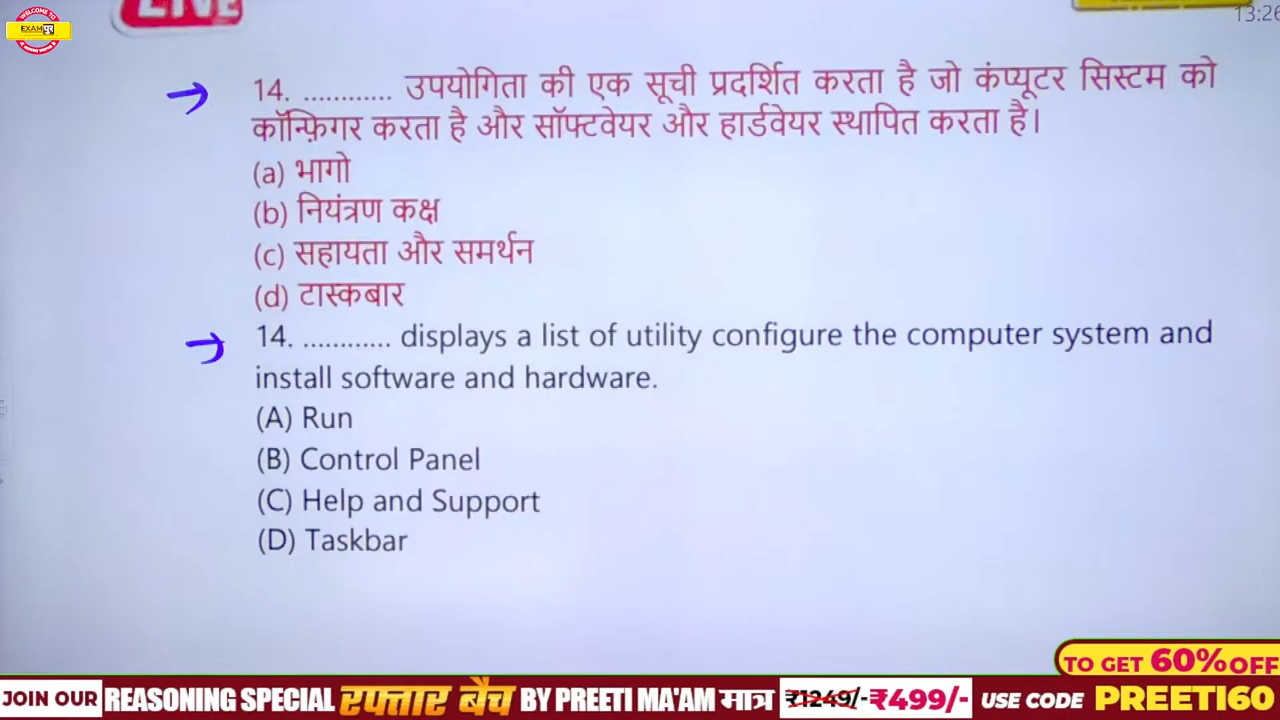 WELCOME TO
EXAMपुर
LIVE
13:26
14. ............ उपयोगिता की एक सूची प्रदर्शित करता है जो कंप्यूटर सिस्टम को
कॉन्फ़िगर करता है और सॉफ्टवेयर और हार्डवेयर स्थापित करता है।
(a) भागो
(b) नियंत्रण कक्ष
(c) सहायता और समर्थन
(d) टास्कबार
14. ............ displays a list of utility configure the computer system and
install software and hardware.
(A) Run
(B) Control Panel
(C) Help and Support
(D) Taskbar
TO GET 60% OFF
JOIN OUR REASONING SPECIAL रफ्तार बैच BY PREETI MA'AM मात्र ₹1249/- ₹499/- USE CODE PREETI60